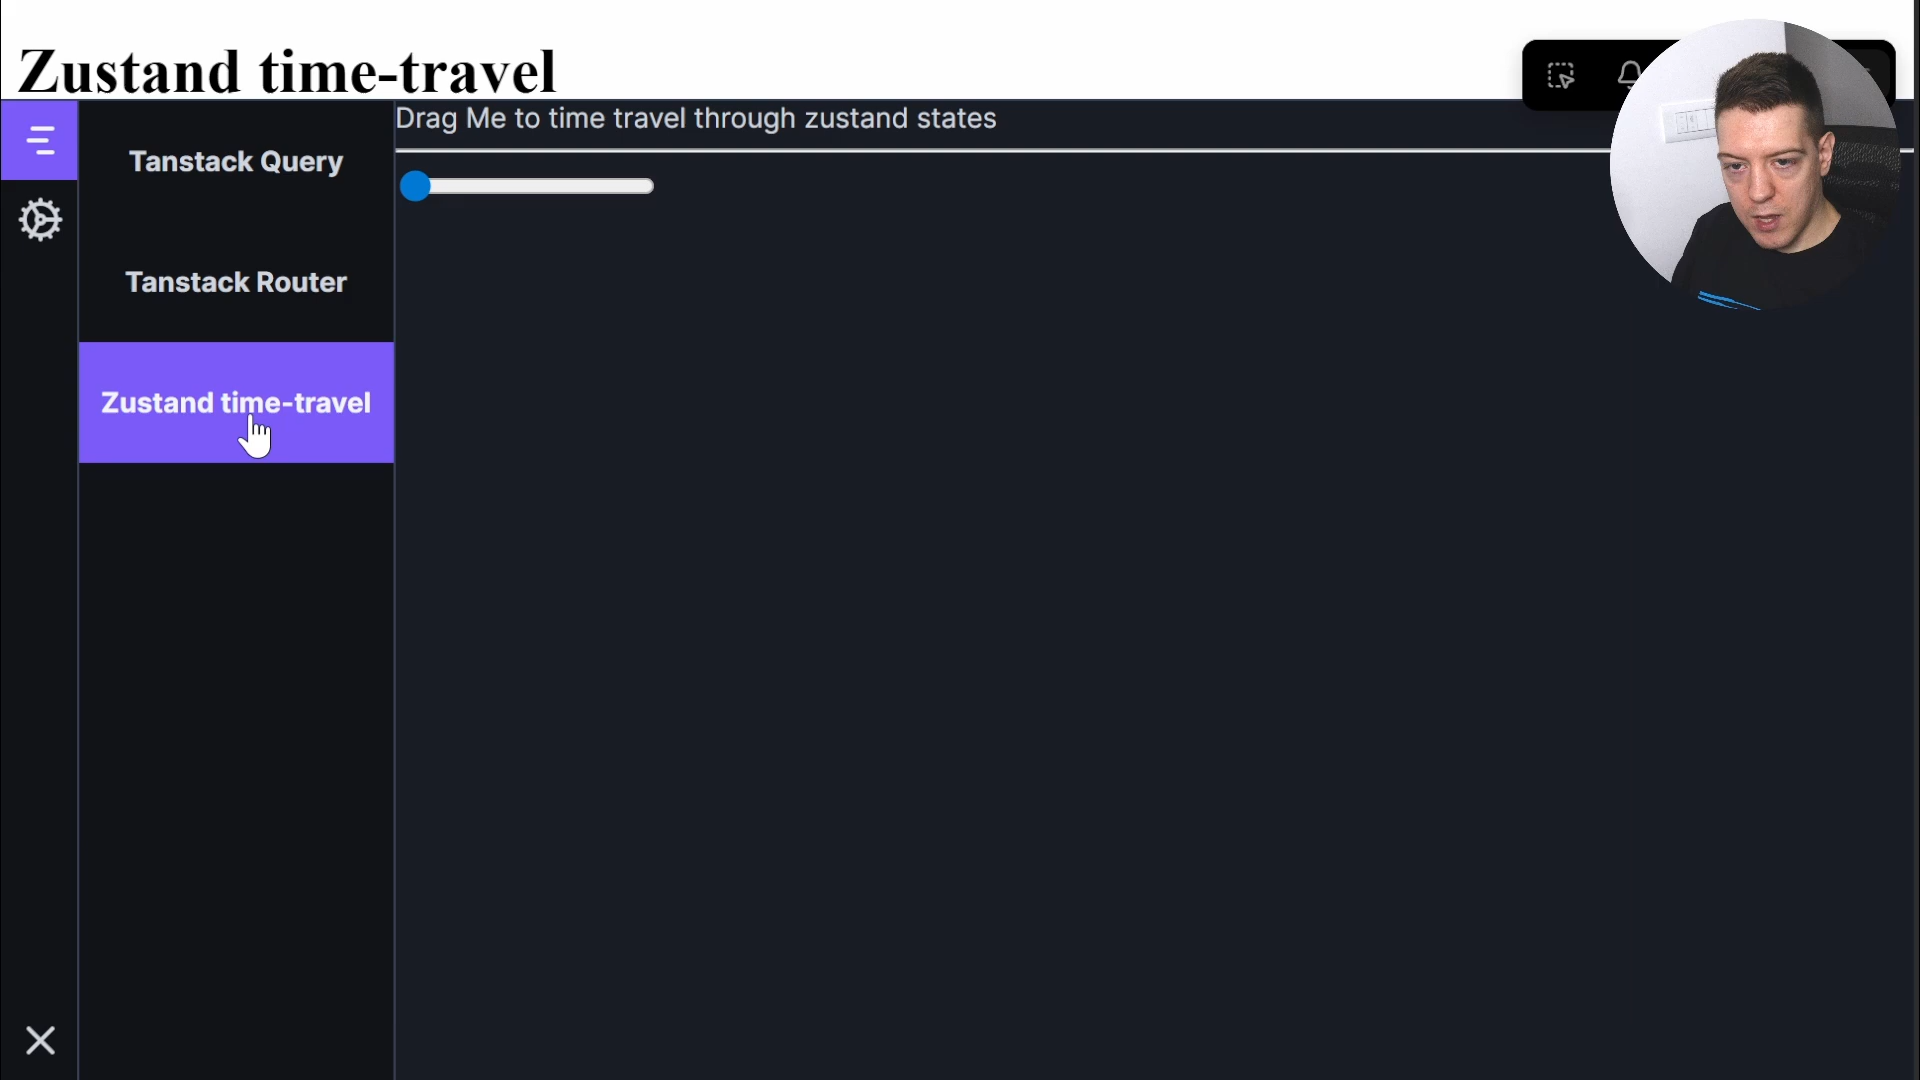 Zustand time-travel
Drag Me to time travel through zustand states
Tanstack Query
Tanstack Router
Zustand time-travel